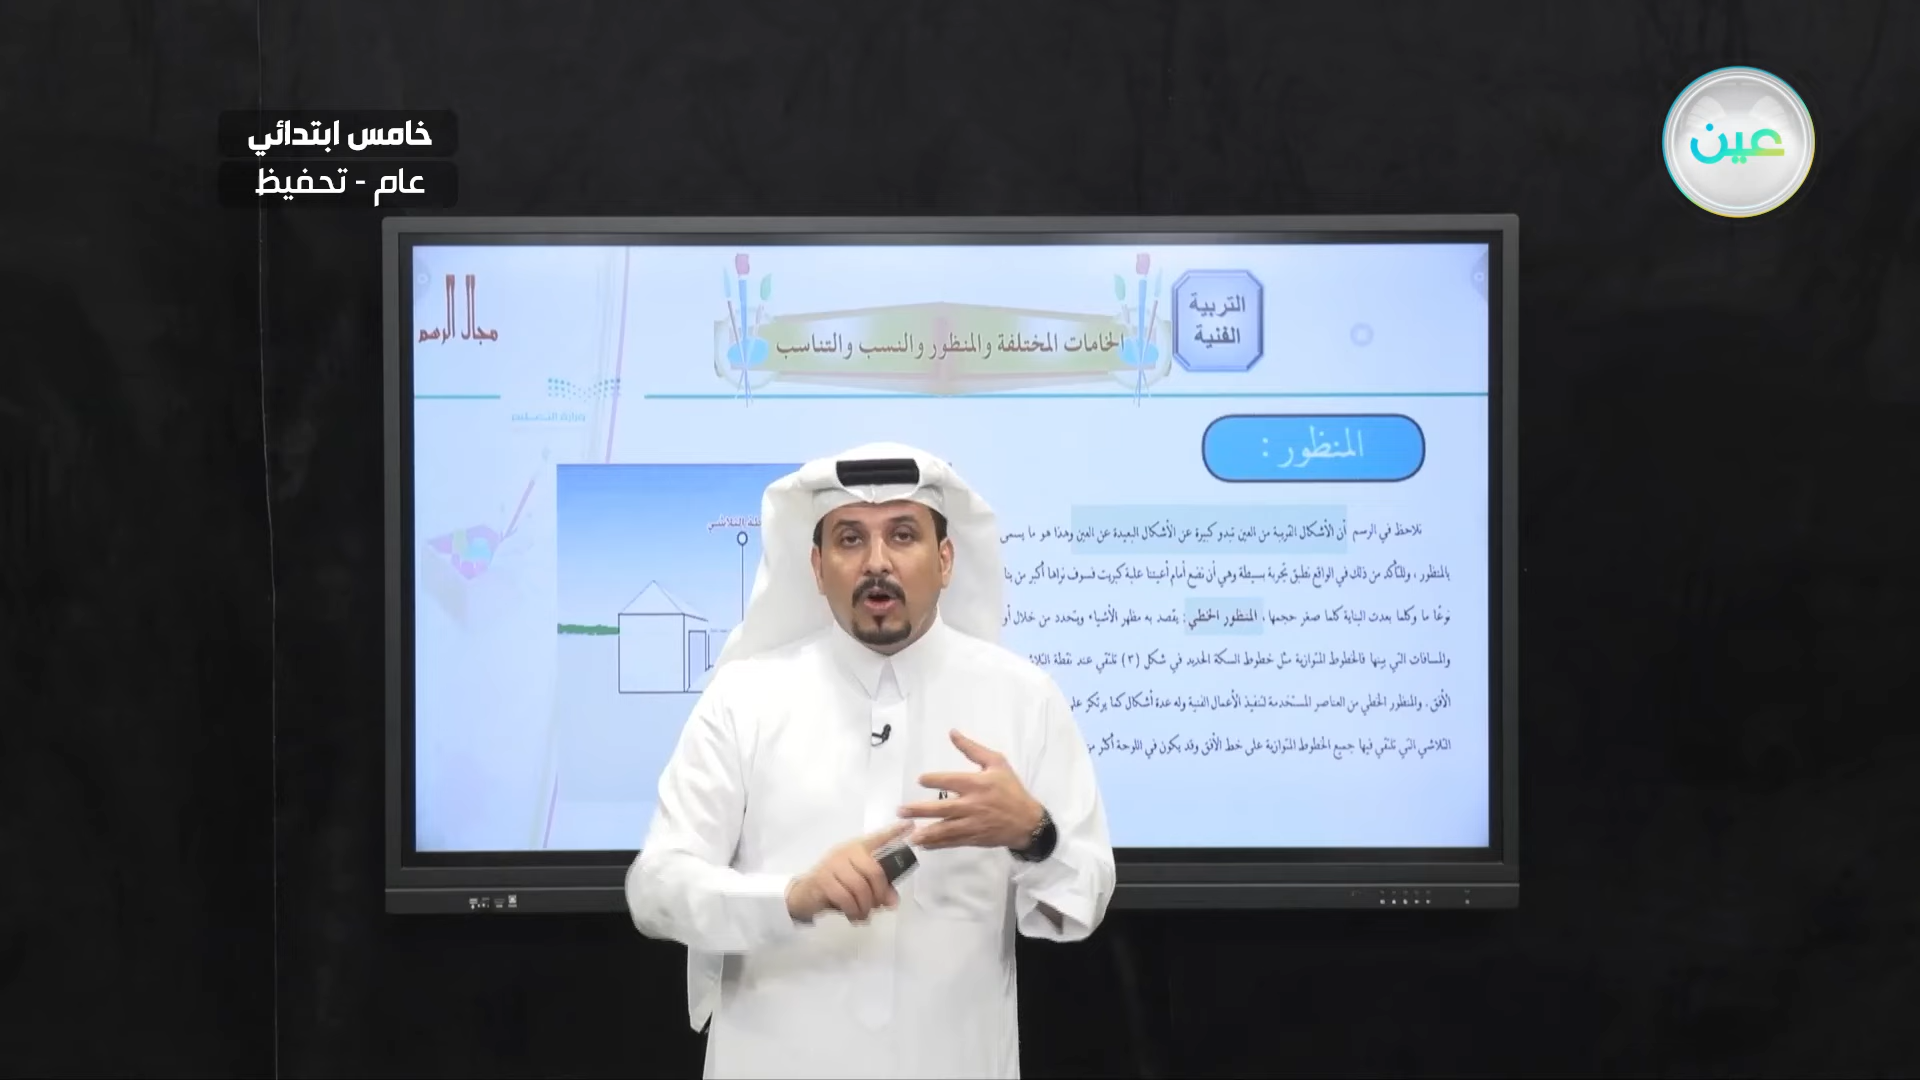 خامس ابتدائي
عام - تحفيظ
عين
التربية
الفنية
الخامات المختلفة والمنظور والنسب والتناسب
مجال الرسم
وزارة التعليم
المنظور :
نلاحظ في الرسم أن الأشكال القريبة من العين تبدو كبيرة عن الأشكال البعيدة عن العين وهذا هو ما يسمى
بالمنظور ، وللتأكد من ذلك في الواقع نطبق تجربة بسيطة وهي أن نضع أمام أعيننا علبة كبريت فسوف نراها أكبر من
نوعًا ما وكلما بعدت البناية كلما صغر حجمها ، المنظور الخطي : يقصد به مظهر الأشياء ويتحدد من خلال
والمسافات التي بينها فالخطوط المتوازية مثل خطوط السكة الحديد في شكل (٣) تلتقي عند نقطة
الأفق . والمنظور الخطي من العناصر المستخدمة لتنفيذ الأعمال الفنية وله عدة أشكال كما يرتكز
التلاشي التي تلتقي فيها جميع الخطوط المتوازية على خط الأفق وقد يكون في اللوحة أكثر
التلاشي